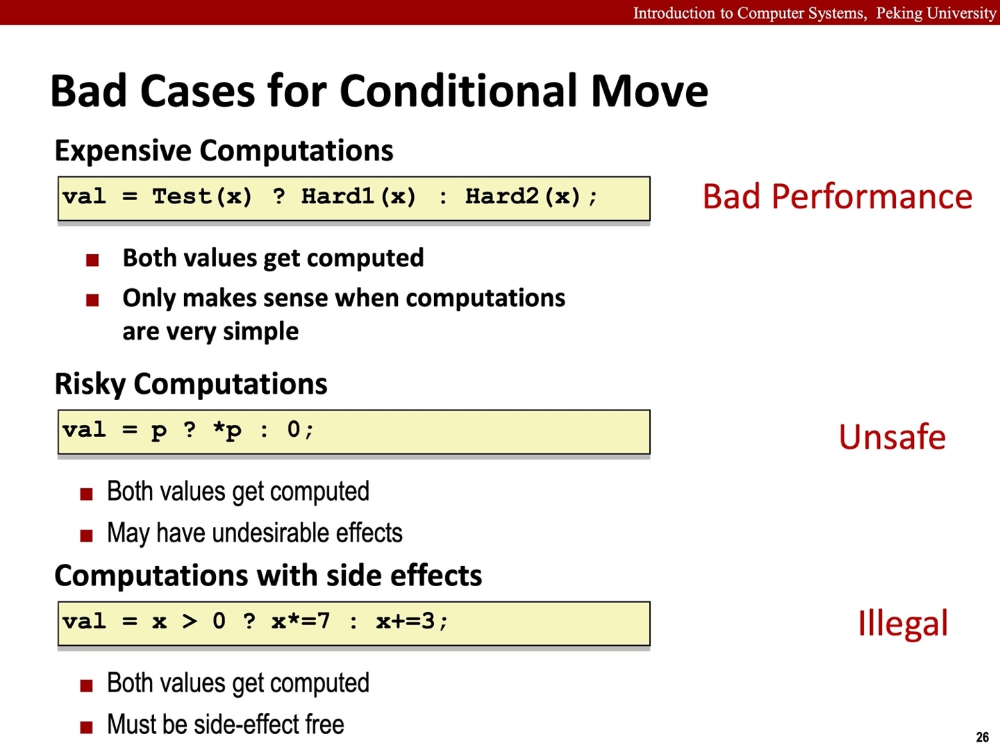 Introduction to Computer Systems, Peking University
Bad Cases for Conditional Move
Expensive Computations
val = Test(x) ? Hard1(x) : Hard2(x);
Bad Performance
■ Both values get computed
■ Only makes sense when computations
are very simple
Risky Computations
val = p ? *p : 0;
Unsafe
■ Both values get computed
■ May have undesirable effects
Computations with side effects
val = x > 0 ? x*=7 : x+=3;
Illegal
■ Both values get computed
■ Must be side-effect free
26